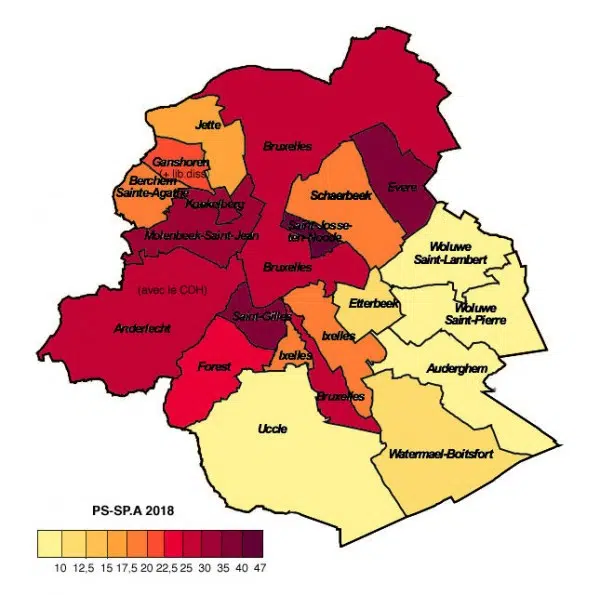 Jette
Bruxelles
Ganshoren
(+ lib.diss.)
Evere
Berchem
Sainte-Agathe
Schaerbeek
Koekelberg
Saint-Josse-
ten-Noode
Molenbeek-Saint-Jean
Woluwe
Saint-Lambert
Bruxelles
(avec le CDH)
Etterbeek
Woluwe
Saint-Pierre
Saint-Gilles
Anderlecht
Ixelles
Ixelles
Forest
Auderghem
Bruxelles
Uccle
Watermael-Boitsfort
PS-SP.A 2018
10 12,5 15 17,5 20 22,5 25 30 35 40 47